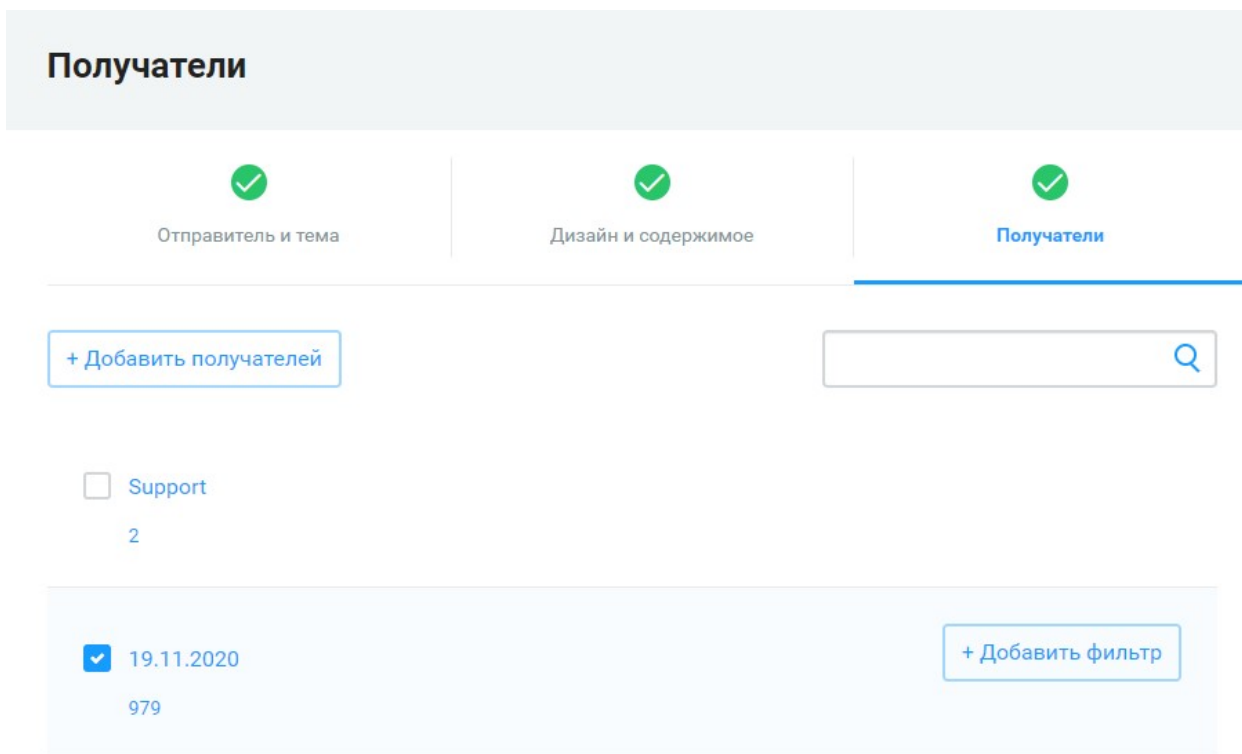 Получатели
Отправитель и тема
Дизайн и содержимое
Получатели
+ Добавить получателей
Support
2
19.11.2020
+ Добавить фильтр
979